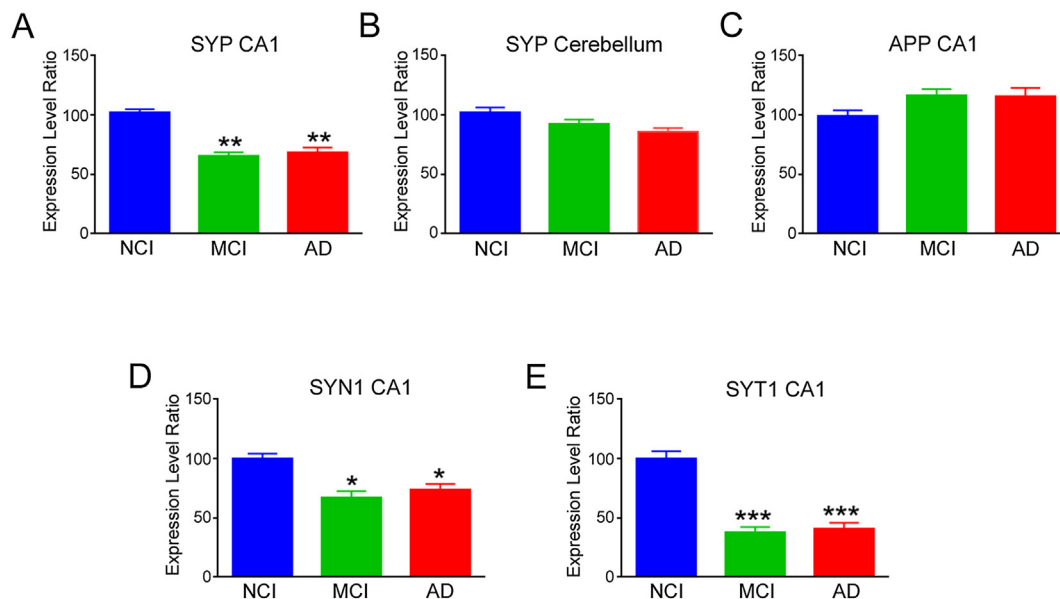 A
SYP CA1
Expression Level Ratio
150
100
50
0
**
**
NCI MCI AD
B
SYP Cerebellum
Expression Level Ratio
150
100
50
0
NCI MCI AD
C
APP CA1
Expression Level Ratio
150
100
50
0
NCI MCI AD
D
SYN1 CA1
Expression Level Ratio
150
100
50
0
*
*
NCI MCI AD
E
SYT1 CA1
Expression Level Ratio
150
100
50
0
***
***
NCI MCI AD